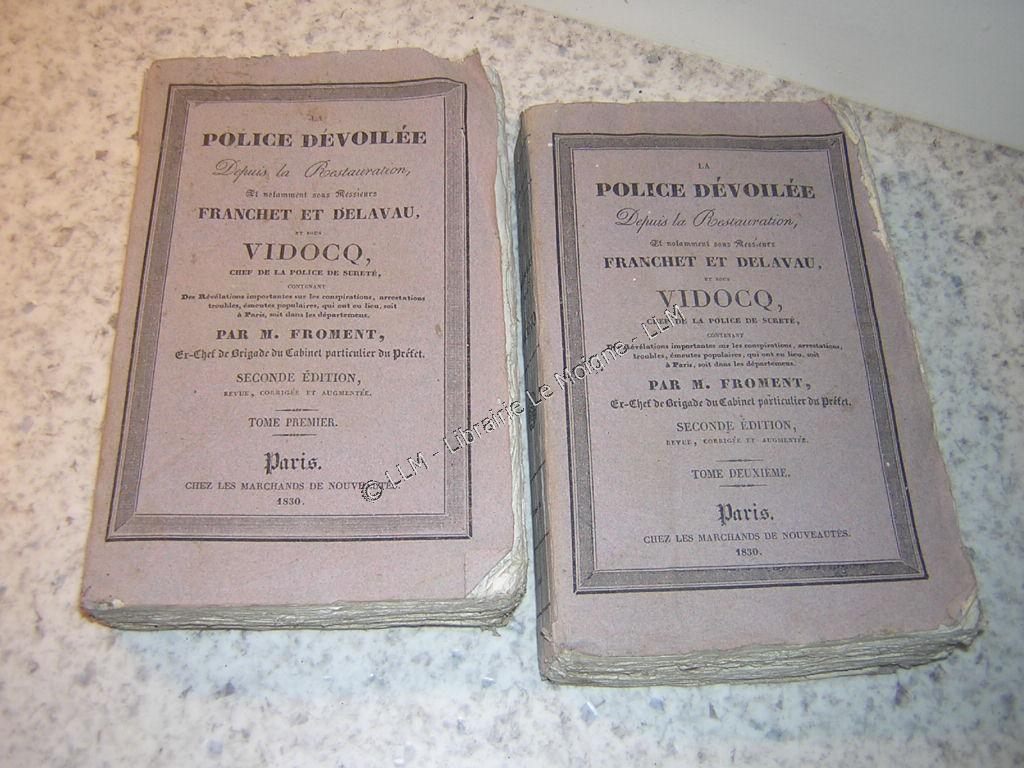 LA
POLICE DÉVOILÉE
Depuis la Restauration,
Et notamment sous Messieurs
FRANCHET ET DELAVAU,
ET SOUS
VIDOCQ,
CHEF DE LA POLICE DE SURETÉ,
CONTENANT
Des Révélations importantes sur les conspirations, arrestations
troubles, émeutes populaires, qui ont eu lieu, soit
à Paris, soit dans les départemens.
PAR M. FROMENT,
Ex-Chef de Brigade du Cabinet particulier du Préfet.
SECONDE ÉDITION,
REVUE, CORRIGÉE ET AUGMENTÉE.
TOME PREMIER.
Paris.
CHEZ LES MARCHANDS DE NOUVEAUTÉS.
1830.
LA
POLICE DÉVOILÉE
Depuis la Restauration,
Et notamment sous Messieurs
FRANCHET ET DELAVAU,
ET SOUS
VIDOCQ,
CHEF DE LA POLICE DE SURETÉ,
CONTENANT
Des Révélations importantes sur les conspirations, arrestations,
troubles, émeutes populaires, qui ont eu lieu, soit
à Paris, soit dans les départemens.
PAR M. FROMENT,
Ex-Chef de Brigade du Cabinet particulier du Préfet.
SECONDE ÉDITION,
REVUE, CORRIGÉE ET AUGMENTÉE.
TOME DEUXIÈME.
Paris.
CHEZ LES MARCHANDS DE NOUVEAUTÉS.
1830.
© LLM - Librairie Le Moigne - LLM